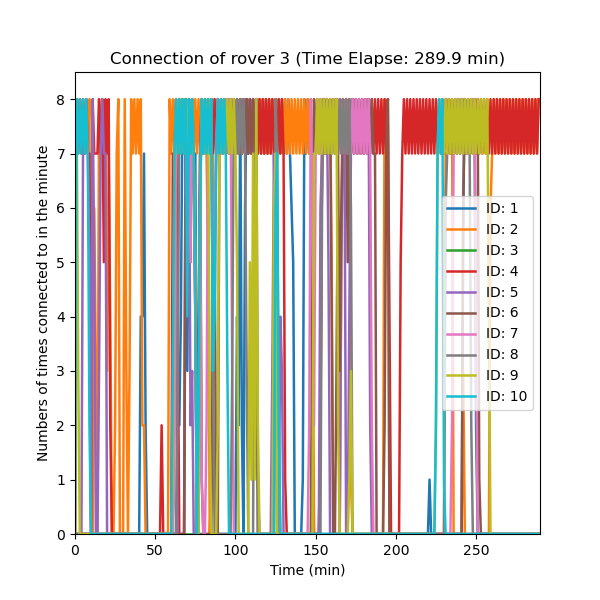 Connection of rover 3 (Time Elapse: 289.9 min)
Numbers of times connected to in the minute
8
7
6
5
4
3
2
1
0
ID: 1
ID: 2
ID: 3
ID: 4
ID: 5
ID: 6
ID: 7
ID: 8
ID: 9
ID: 10
0 50 100 150 200 250
Time (min)